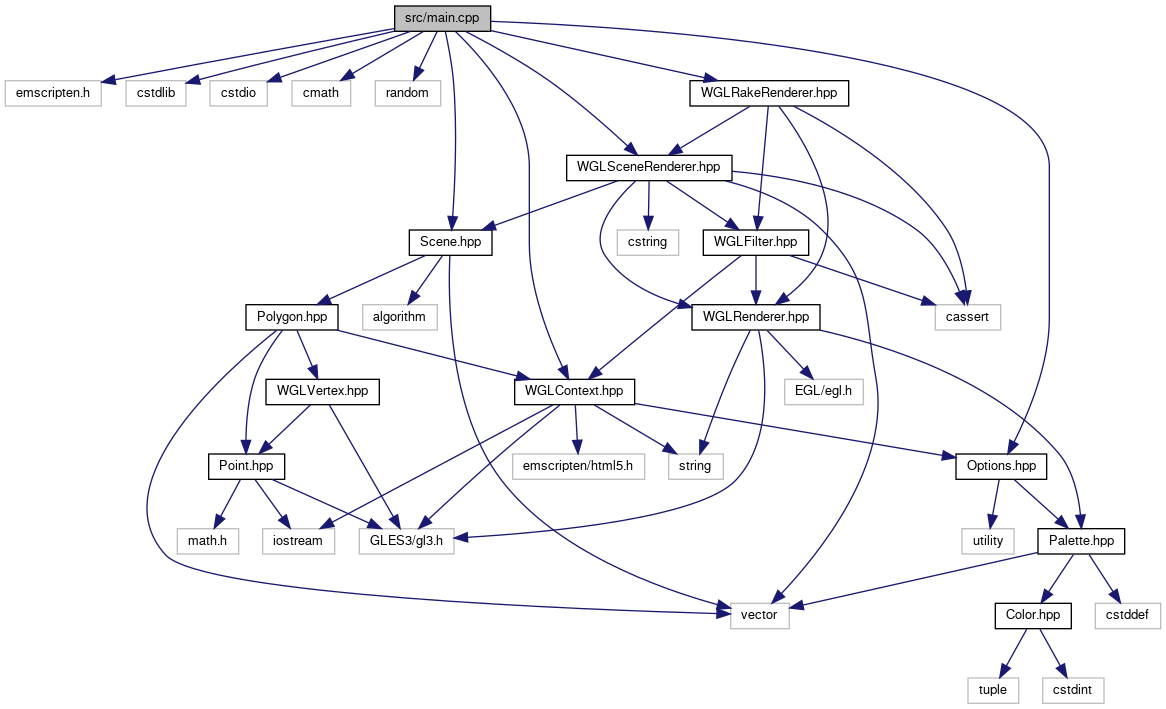 src/main.cpp
emscripten.h
cstdlib
cstdio
cmath
random
WGLRakeRenderer.hpp
WGLSceneRenderer.hpp
Scene.hpp
cstring
WGLFilter.hpp
Polygon.hpp
algorithm
WGLRenderer.hpp
cassert
WGLVertex.hpp
WGLContext.hpp
EGL/egl.h
Point.hpp
emscripten/html5.h
string
Options.hpp
math.h
iostream
GLES3/gl3.h
utility
Palette.hpp
vector
Color.hpp
cstddef
tuple
cstdint